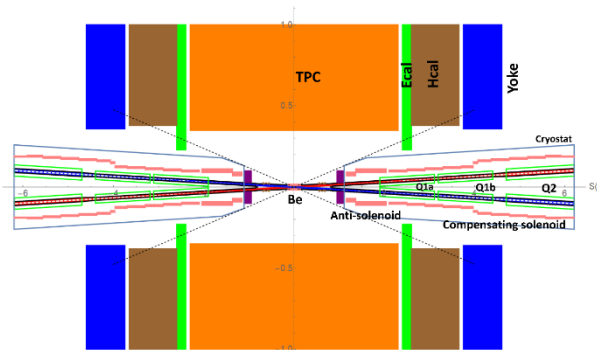 1.0
TPC
Ecal
Hcal
Yoke
0.5
Cryostat
-6
-4
Be
Q1a
4
Q1b
Q2
6
S(
Anti-solenoid
Compensating solenoid
-0.5
-1.0